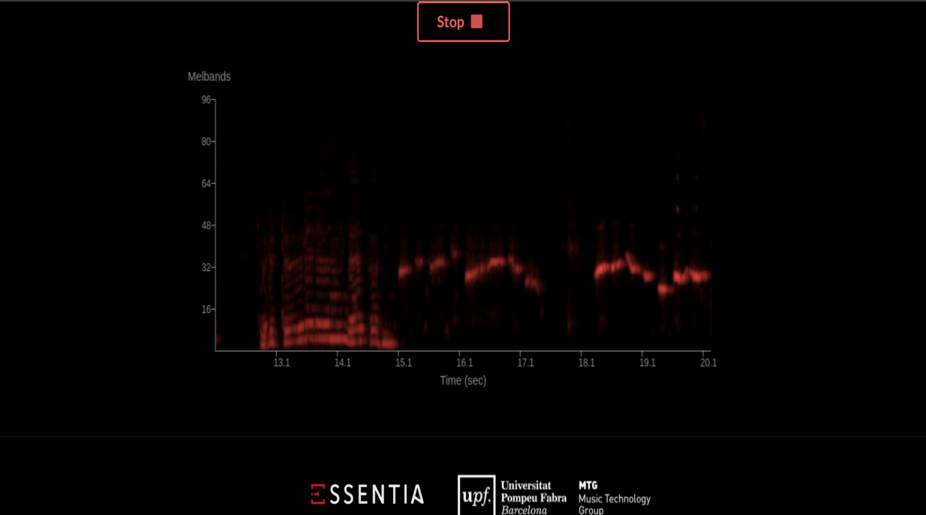 Stop
Melbands
96
80
64
48
32
16
13.1 14.1 15.1 16.1 17.1 18.1 19.1 20.1
Time (sec)
ESSENTIA
upf.
Universitat
Pompeu Fabra
Barcelona
MTG
Music Technology
Group